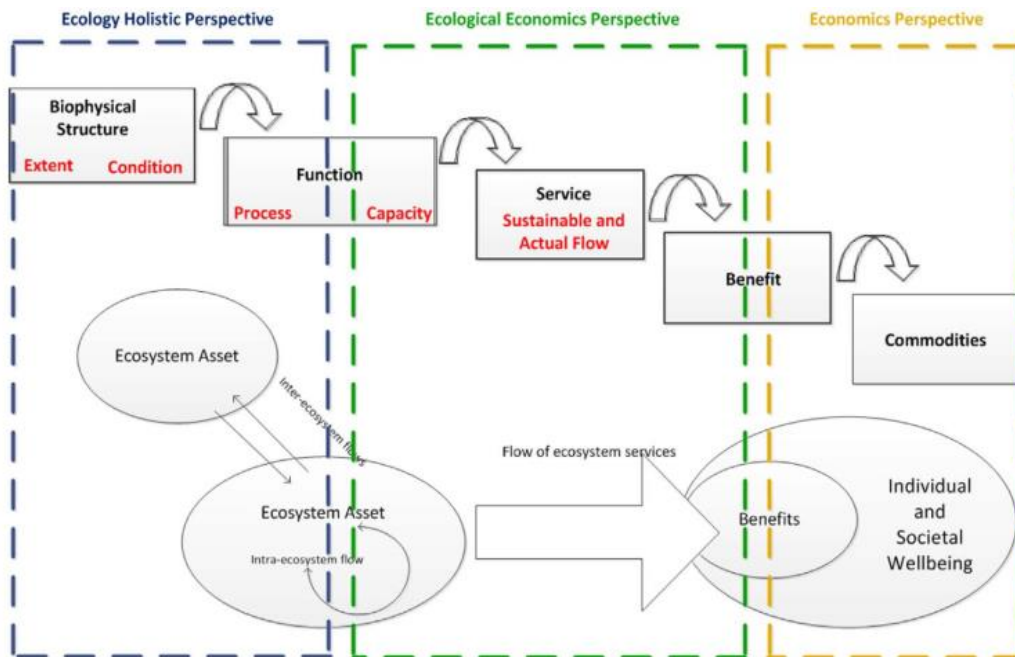 Ecology Holistic Perspective
Ecological Economics Perspective
Economics Perspective
Biophysical
Structure
Extent Condition
Function
Process Capacity
Service
Sustainable and
Actual Flow
Benefit
Commodities
Ecosystem Asset
Inter-ecosystem flows
Flow of ecosystem services
Ecosystem Asset
Intra-ecosystem flow
Benefits
Individual
and
Societal
Wellbeing